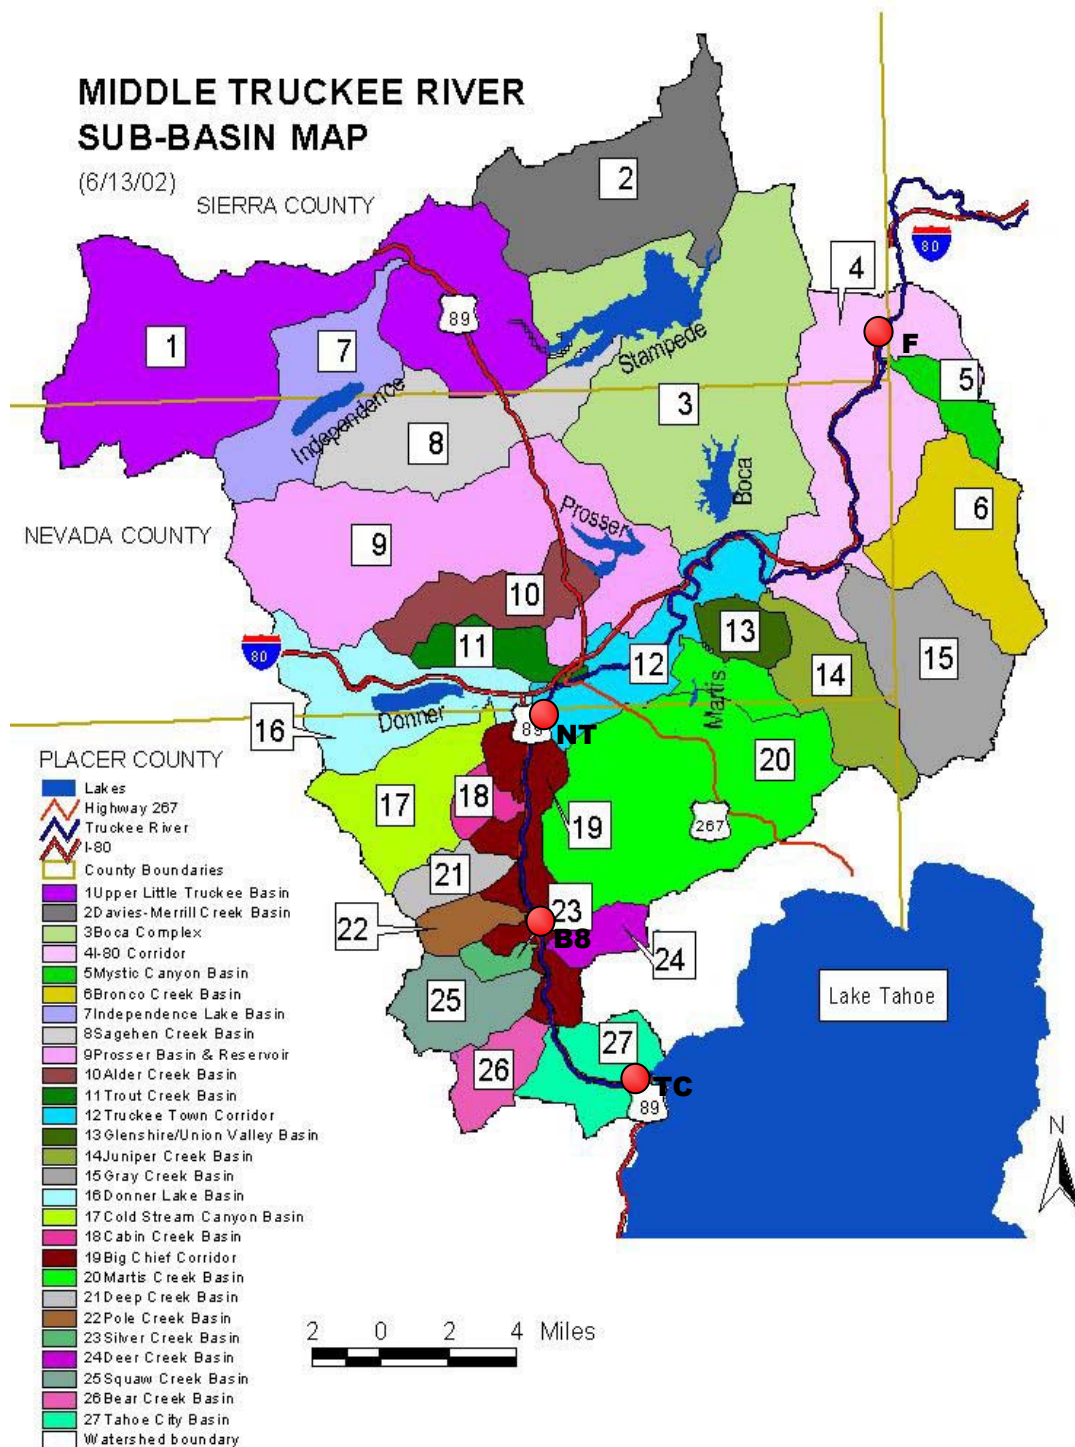 MIDDLE TRUCKEE RIVER
SUB-BASIN MAP
(6/13/02)
SIERRA COUNTY
2
80
4
F
1
7
89
Stampede
5
Independence
3
8
Boca
6
NEVADA COUNTY
9
Prosser
10
11
13
80
12
14
15
Donner
Martis
16
89
NT
20
PLACER COUNTY
18
17
19
267
21
23
22
B8
24
25
Lake Tahoe
27
26
TC
89
N
Lakes
Highway 267
Truckee River
I-80
County Boundaries
1Upper Little Truckee Basin
2Davies-Merrill Creek Basin
3Boca Complex
4I-80 Corridor
5Mystic Canyon Basin
6Bronco Creek Basin
7Independence Lake Basin
8Sagehen Creek Basin
9Prosser Basin & Reservoir
10Alder Creek Basin
11Trout Creek Basin
12Truckee Town Corridor
13Glenshire/Union Valley Basin
14Juniper Creek Basin
15Gray Creek Basin
16Donner Lake Basin
17Cold Stream Canyon Basin
18Cabin Creek Basin
19Big Chief Corridor
20Martis Creek Basin
21Deep Creek Basin
22Pole Creek Basin
23Silver Creek Basin
24Deer Creek Basin
25Squaw Creek Basin
26Bear Creek Basin
27Tahoe City Basin
Watershed boundary
2 0 2 4 Miles